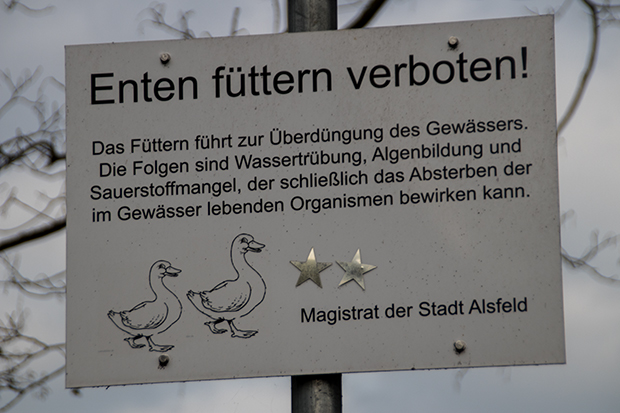 Enten füttern verboten!
Das Füttern führt zur Überdüngung des Gewässers.
Die Folgen sind Wassertrübung, Algenbildung und
Sauerstoffmangel, der schließlich das Absterben der
im Gewässer lebenden Organismen bewirken kann.
Magistrat der Stadt Alsfeld